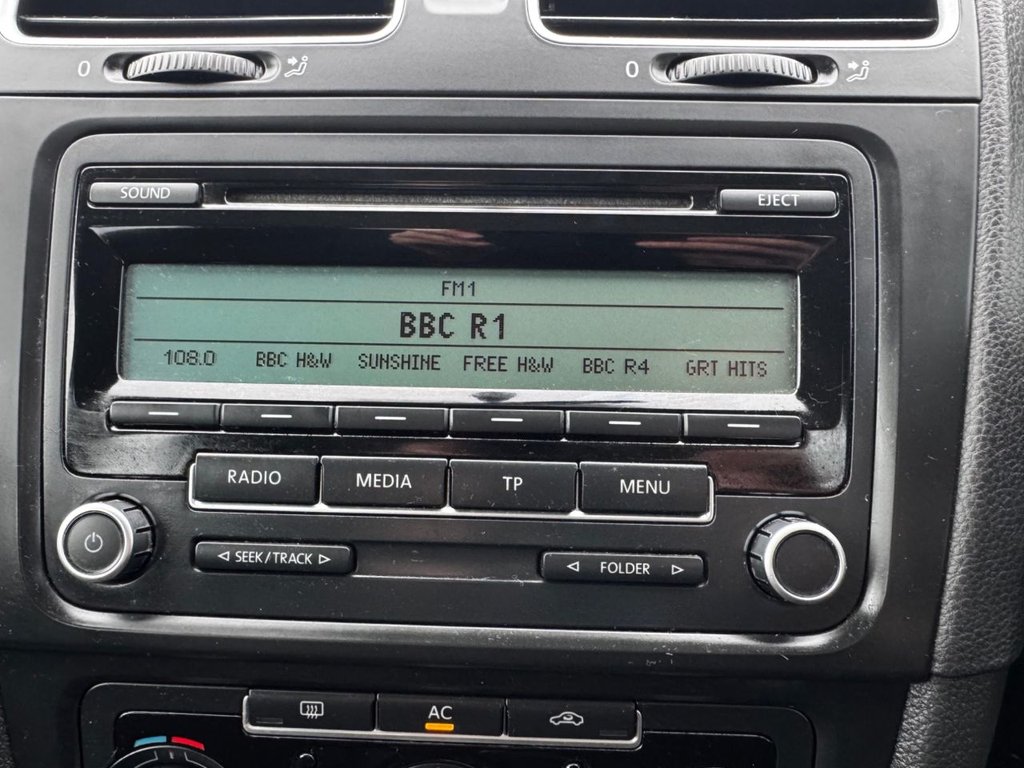 0 0
SOUND EJECT
FM1
BBC R1
108.0 BBC H&W SUNSHINE FREE H&W BBC R4 GRT HITS
RADIO MEDIA TP MENU
SEEK/TRACK FOLDER
AC